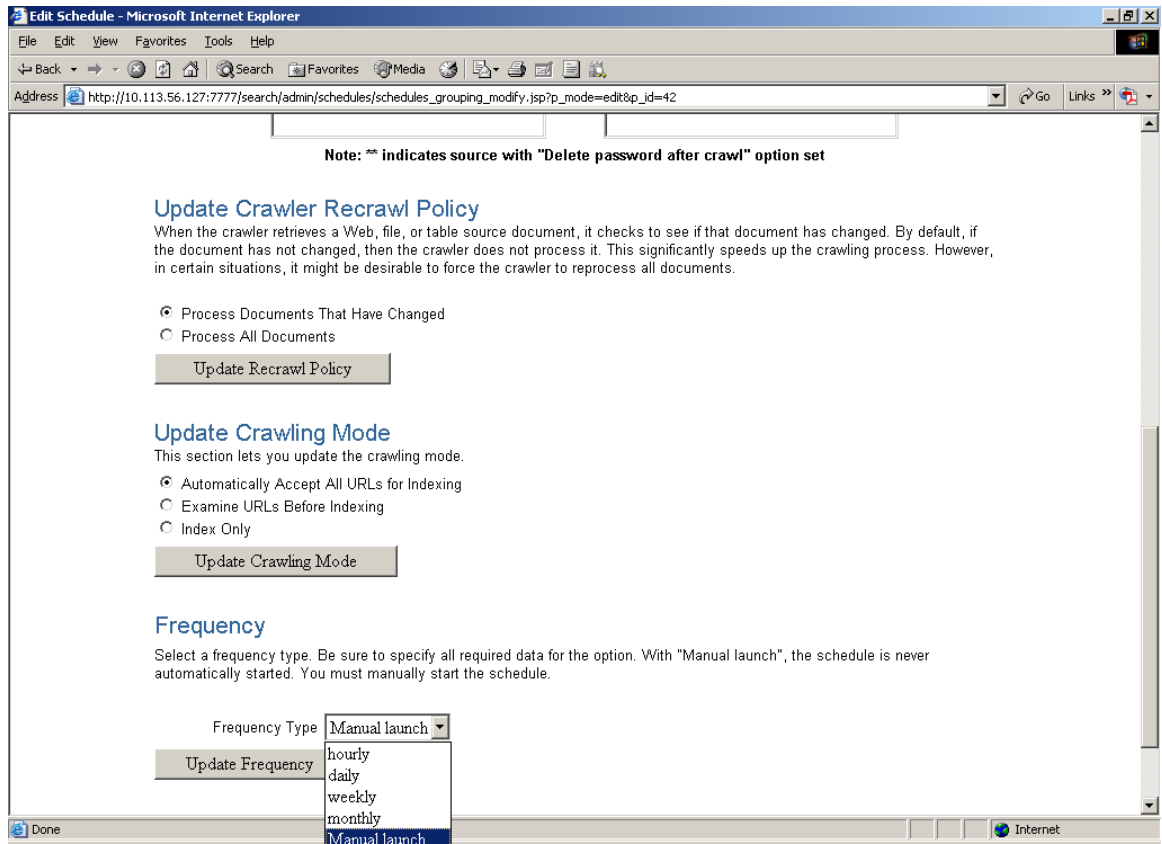 Edit Schedule - Microsoft Internet Explorer
File Edit View Favorites Tools Help
Back Search Favorites Media
Address http://10.113.56.127:7777/search/admin/schedules/schedules_grouping_modify.jsp?p_mode=edit&p_id=42 Go Links »
Note: ** indicates source with "Delete password after crawl" option set
Update Crawler Recrawl Policy
When the crawler retrieves a Web, file, or table source document, it checks to see if that document has changed. By default, if
the document has not changed, then the crawler does not process it. This significantly speeds up the crawling process. However,
in certain situations, it might be desirable to force the crawler to reprocess all documents.
Process Documents That Have Changed
Process All Documents
Update Recrawl Policy
Update Crawling Mode
This section lets you update the crawling mode.
Automatically Accept All URLs for Indexing
Examine URLs Before Indexing
Index Only
Update Crawling Mode
Frequency
Select a frequency type. Be sure to specify all required data for the option. With "Manual launch", the schedule is never
automatically started. You must manually start the schedule.
Frequency Type Manual launch
Update Frequency
hourly
daily
weekly
monthly
Manual launch
Done Internet